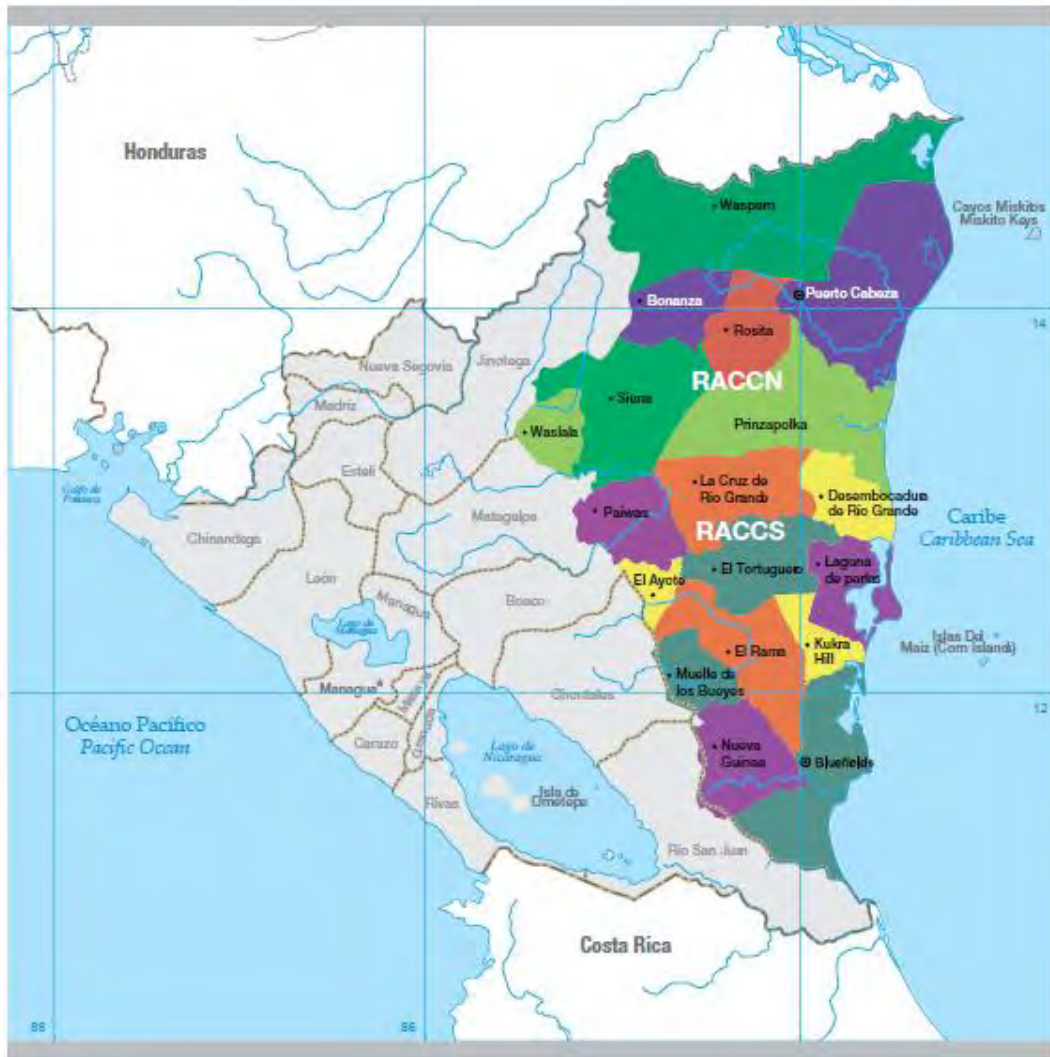 Honduras
Waspam
Cayos Miskitos
Miskito Keys
Bonanza
Puerto Cabeza
14
Rosita
Nueva Segovia
Jinotega
RACCN
Madriz
Siuna
Prinzapolka
Waslala
Estelí
La Cruz de
Río Grande
Desembocadura
de Río Grande
Golfo de
Fonseca
Paiwas
Matagalpa
Caribe
Caribbean Sea
Chinandega
RACCS
El Tortuguero
Laguna
de perlas
León
El Ayote
Boaco
Managua
Lago de
Managua
Islas Del
Maiz (Corn Islands)
El Rama
Kukra
Hill
Muelle de
los Bueyes
Managua
Masaya
Chontales
12
Océano Pacífico
Pacific Ocean
Carazo
Granada
Lago de
Nicaragua
Nueva
Guinea
Bluefields
Isla de
Ometepe
Rivas
Río San Juan
Costa Rica
88
86